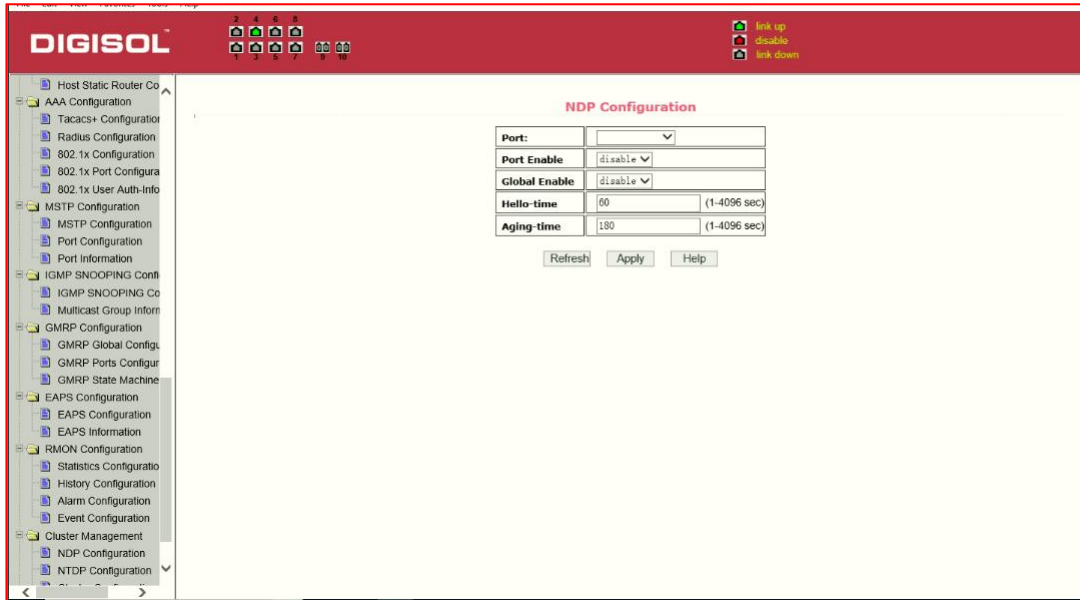 DIGISOL
2 4 6 8
1 3 5 7 9 10
link up
disable
link down
Host Static Router Co
AAA Configuration
Tacacs+ Configuration
Radius Configuration
802.1x Configuration
802.1x Port Configura
802.1x User Auth-Info
MSTP Configuration
MSTP Configuration
Port Configuration
Port Information
IGMP SNOOPING Confi
IGMP SNOOPING Co
Multicast Group Inform
GMRP Configuration
GMRP Global Configu
GMRP Ports Configur
GMRP State Machine
EAPS Configuration
EAPS Configuration
EAPS Information
RMON Configuration
Statistics Configuratio
History Configuration
Alarm Configuration
Event Configuration
Cluster Management
NDP Configuration
NTDP Configuration
NDP Configuration
Port:
Port Enable disable
Global Enable disable
Hello-time 60 (1-4096 sec)
Aging-time 180 (1-4096 sec)
Refresh Apply Help